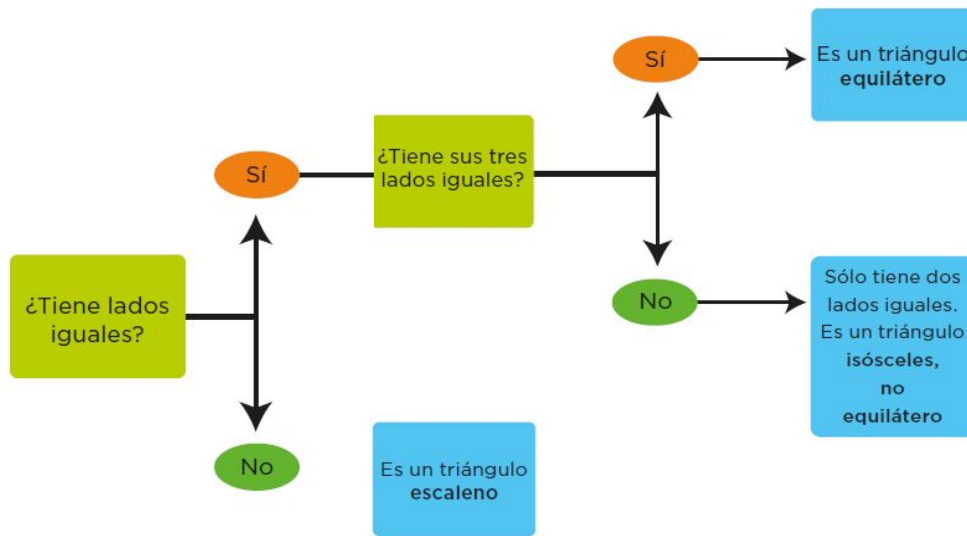 ¿Tiene lados
iguales?
Sí
No
¿Tiene sus tres
lados iguales?
Es un triángulo
escaleno
Sí
No
Es un triángulo
equilátero
Sólo tiene dos
lados iguales.
Es un triángulo
isósceles,
no
equilátero